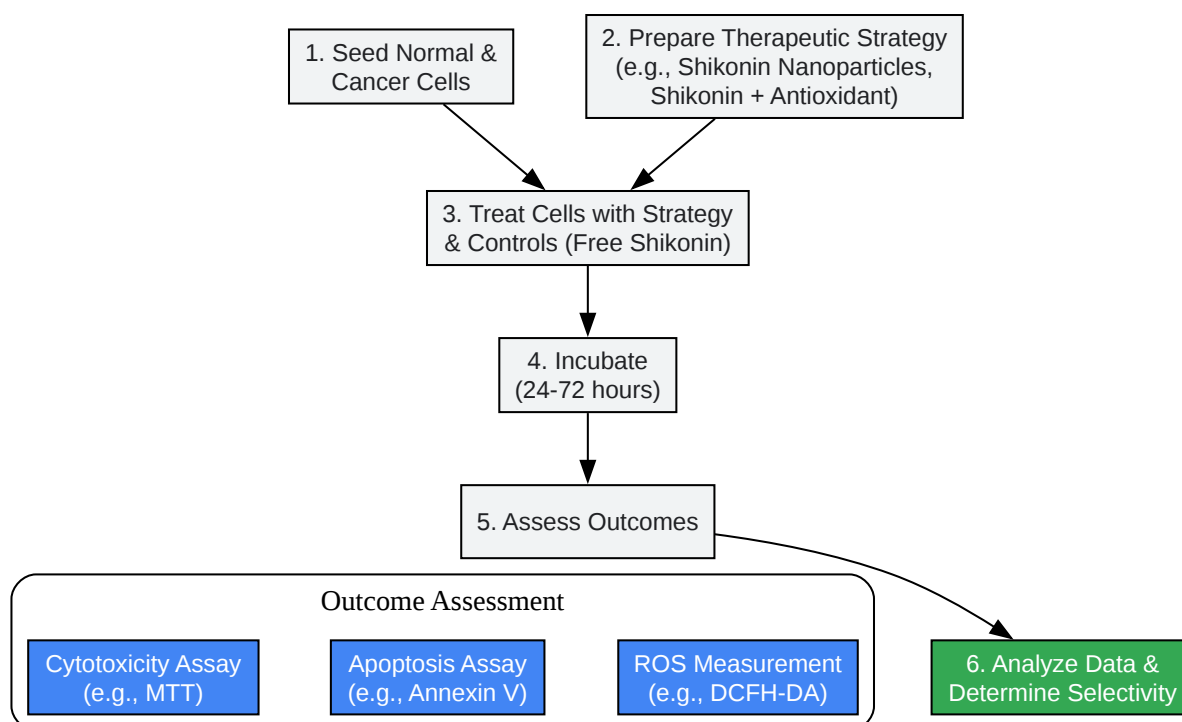 1. Seed Normal &
Cancer Cells
2. Prepare Therapeutic Strategy
(e.g., Shikonin Nanoparticles,
Shikonin + Antioxidant)
3. Treat Cells with Strategy
& Controls (Free Shikonin)
4. Incubate
(24-72 hours)
5. Assess Outcomes
Outcome Assessment
Cytotoxicity Assay
(e.g., MTT)
Apoptosis Assay
(e.g., Annexin V)
ROS Measurement
(e.g., DCFH-DA)
6. Analyze Data &
Determine Selectivity